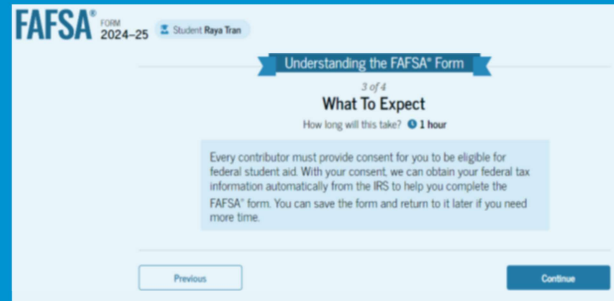 FAFSA® FORM 2024–25 Student Raya Tran
Understanding the FAFSA® Form
3 of 4
What To Expect
How long will this take? 1 hour
Every contributor must provide consent for you to be eligible for
federal student aid. With your consent, we can obtain your federal tax
information automatically from the IRS to help you complete the
FAFSA® form. You can save the form and return to it later if you need
more time.
Previous
Continue